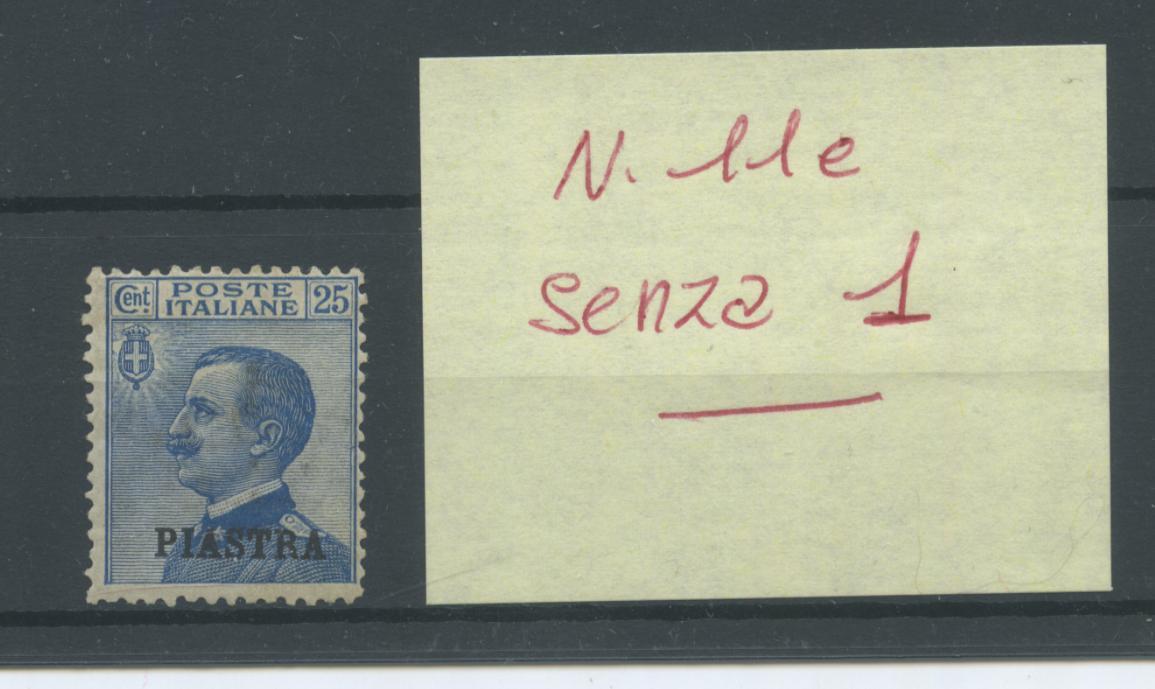 Cent. POSTE ITALIANE 25
PIASTRA
N. 11e
senza 1